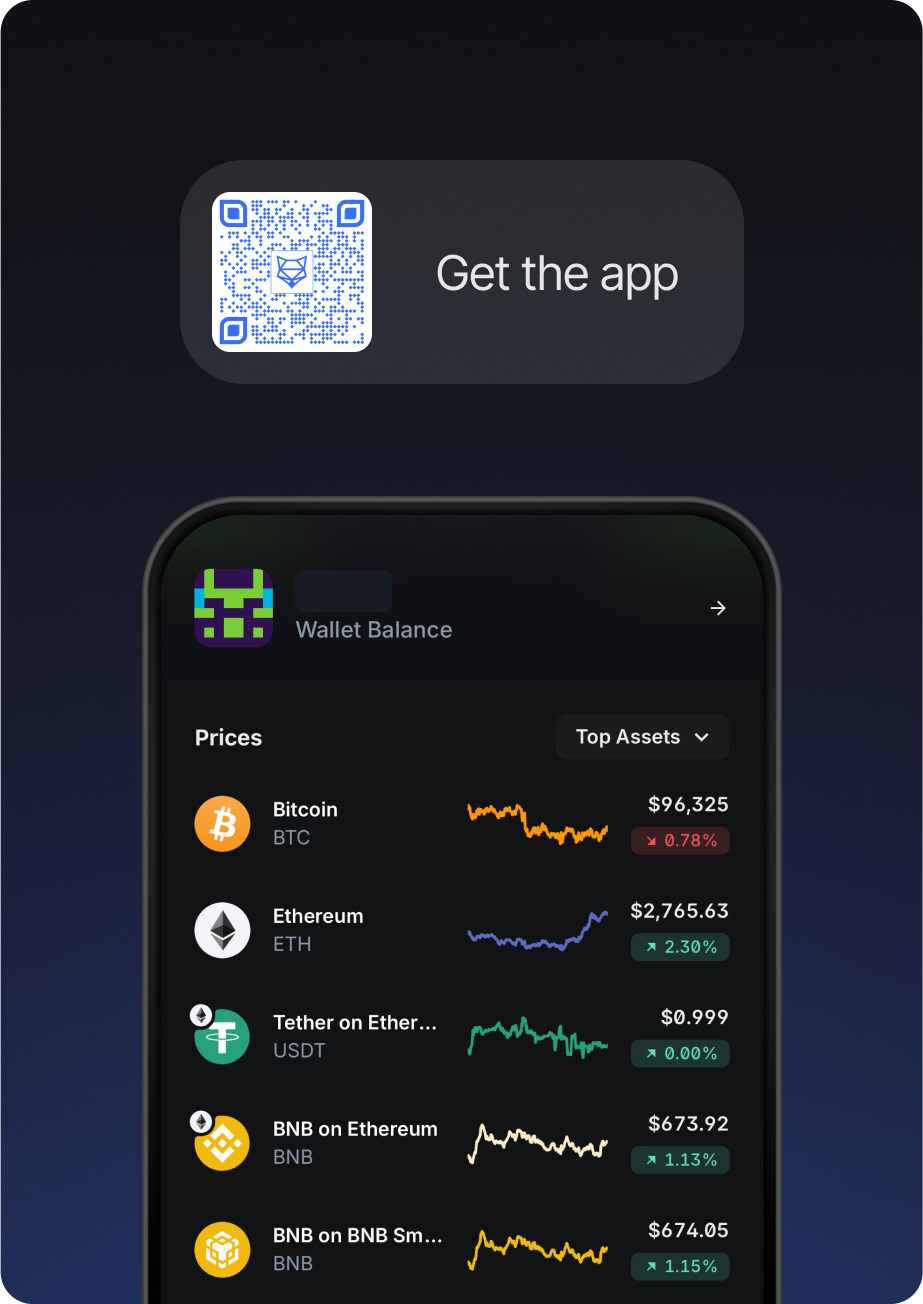 Get the app
Wallet Balance
Prices
Top Assets
Bitcoin
BTC
$96,325
0.78%
Ethereum
ETH
$2,765.63
2.30%
Tether on Ether...
USDT
$0.999
0.00%
BNB on Ethereum
BNB
$673.92
1.13%
BNB on BNB Sm...
BNB
$674.05
1.15%